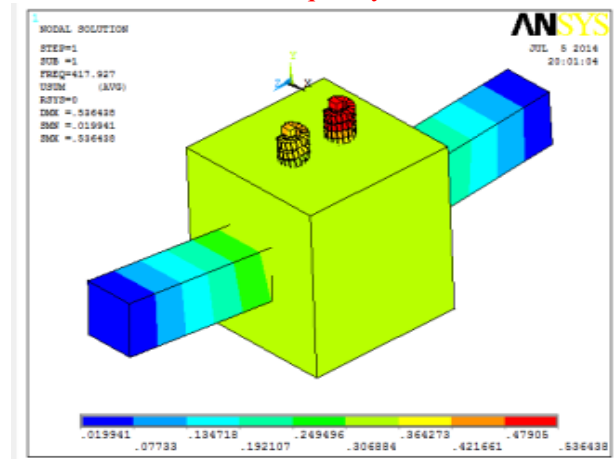 1
NODAL SOLUTION
STEP=1
SUB =1
FREQ=417.927
USUM (AVG)
RSYS=0
DMX =.536438
SMN =.019941
SMX =.536438
ANSYS
JUL 5 2014
20:01:04
Y
Z X
.019941 .134718 .249496 .364273 .47905
.07733 .192107 .306884 .421661 .536438